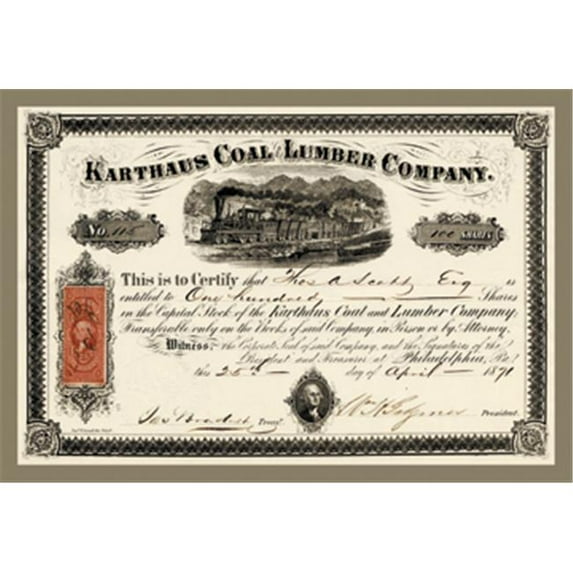 KARTHAUS COAL & LUMBER COMPANY.
No. 115
100 SHARES
This is to Certify that Thos A Scott Esq is
entitled to One hundred Shares
in the Capital Stock of the Karthaus Coal and Lumber Company,
Transferable only on the Books of said Company, in Person or by Attorney.
Witness, the Corporate Seal of said Company, and the Signatures of the
President and Treasurer at Philadelphia, Pa.
this 25th day of April 1871
Treasr.
President.